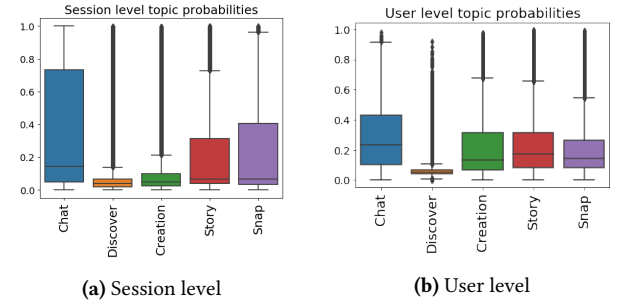 Session level topic probabilities
1.0
0.8
0.6
0.4
0.2
0.0
Chat
Discover
Creation
Story
Snap
(a) Session level
User level topic probabilities
1.0
0.8
0.6
0.4
0.2
0.0
Chat
Discover
Creation
Story
Snap
(b) User level